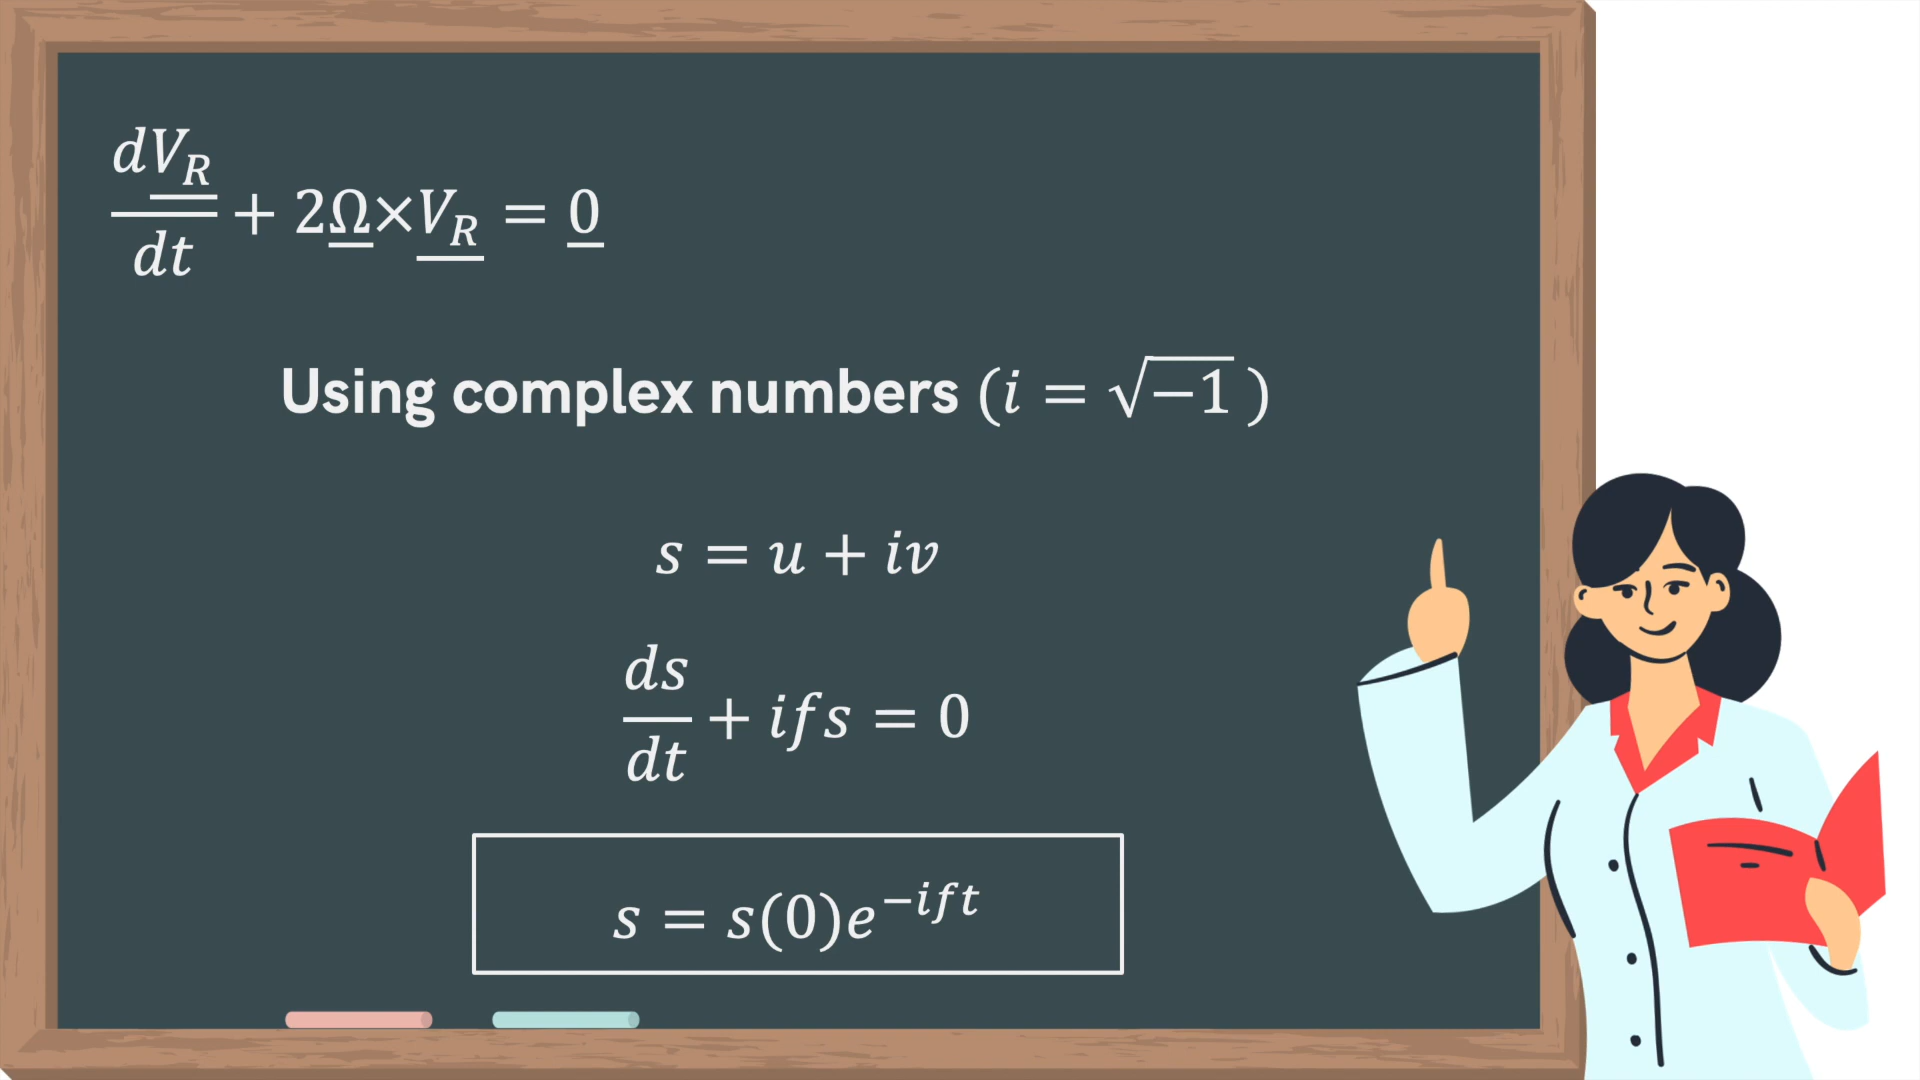 dV_R/dt + 2Ω×V_R = 0
Using complex numbers (i = √−1)
s = u + iv
ds/dt + ifs = 0
s = s(0)e^−ift